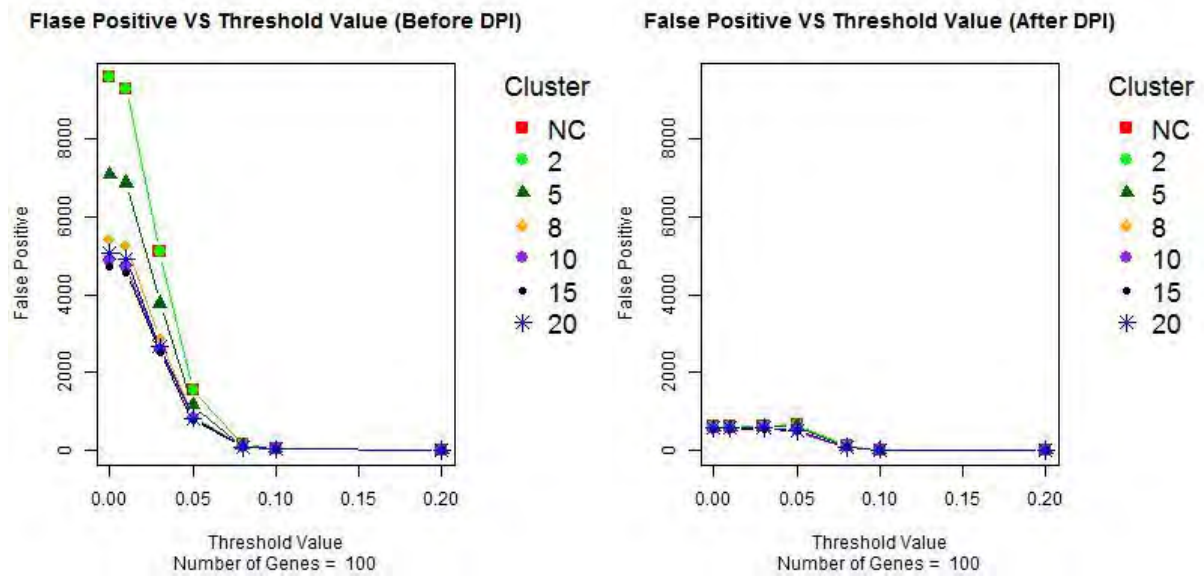 Flase Positive VS Threshold Value (Before DPI)
False Positive
8000
6000
4000
2000
0
0.00 0.05 0.10 0.15 0.20
Threshold Value
Number of Genes = 100
Cluster
NC
2
5
8
10
15
20
False Positive VS Threshold Value (After DPI)
False Positive
8000
6000
4000
2000
0
0.00 0.05 0.10 0.15 0.20
Threshold Value
Number of Genes = 100
Cluster
NC
2
5
8
10
15
20